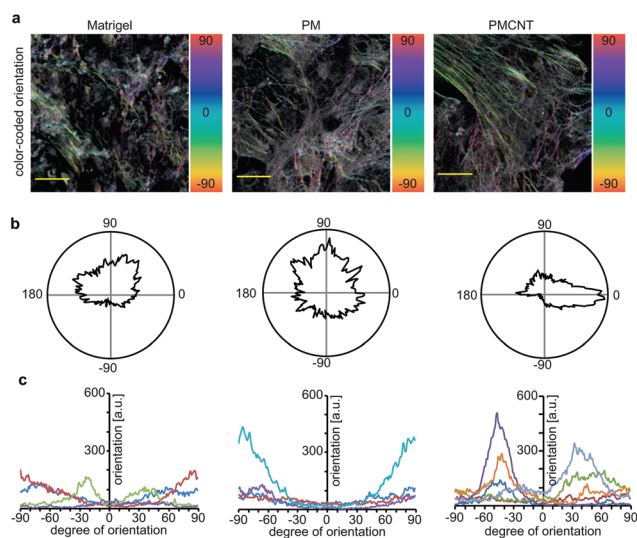 a
Matrigel PM PMCNT
color-coded orientation
90 90 90
0 0 0
-90 -90 -90
b
90 90 90
180 0 180 0 180 0
-90 -90 -90
c
600 600 600
300 300 300
orientation [a.u.] orientation [a.u.] orientation [a.u.]
-90 -60 -30 0 30 60 90 -90 -60 -30 0 30 60 90 -90 -60 -30 0 30 60 90
degree of orientation degree of orientation degree of orientation